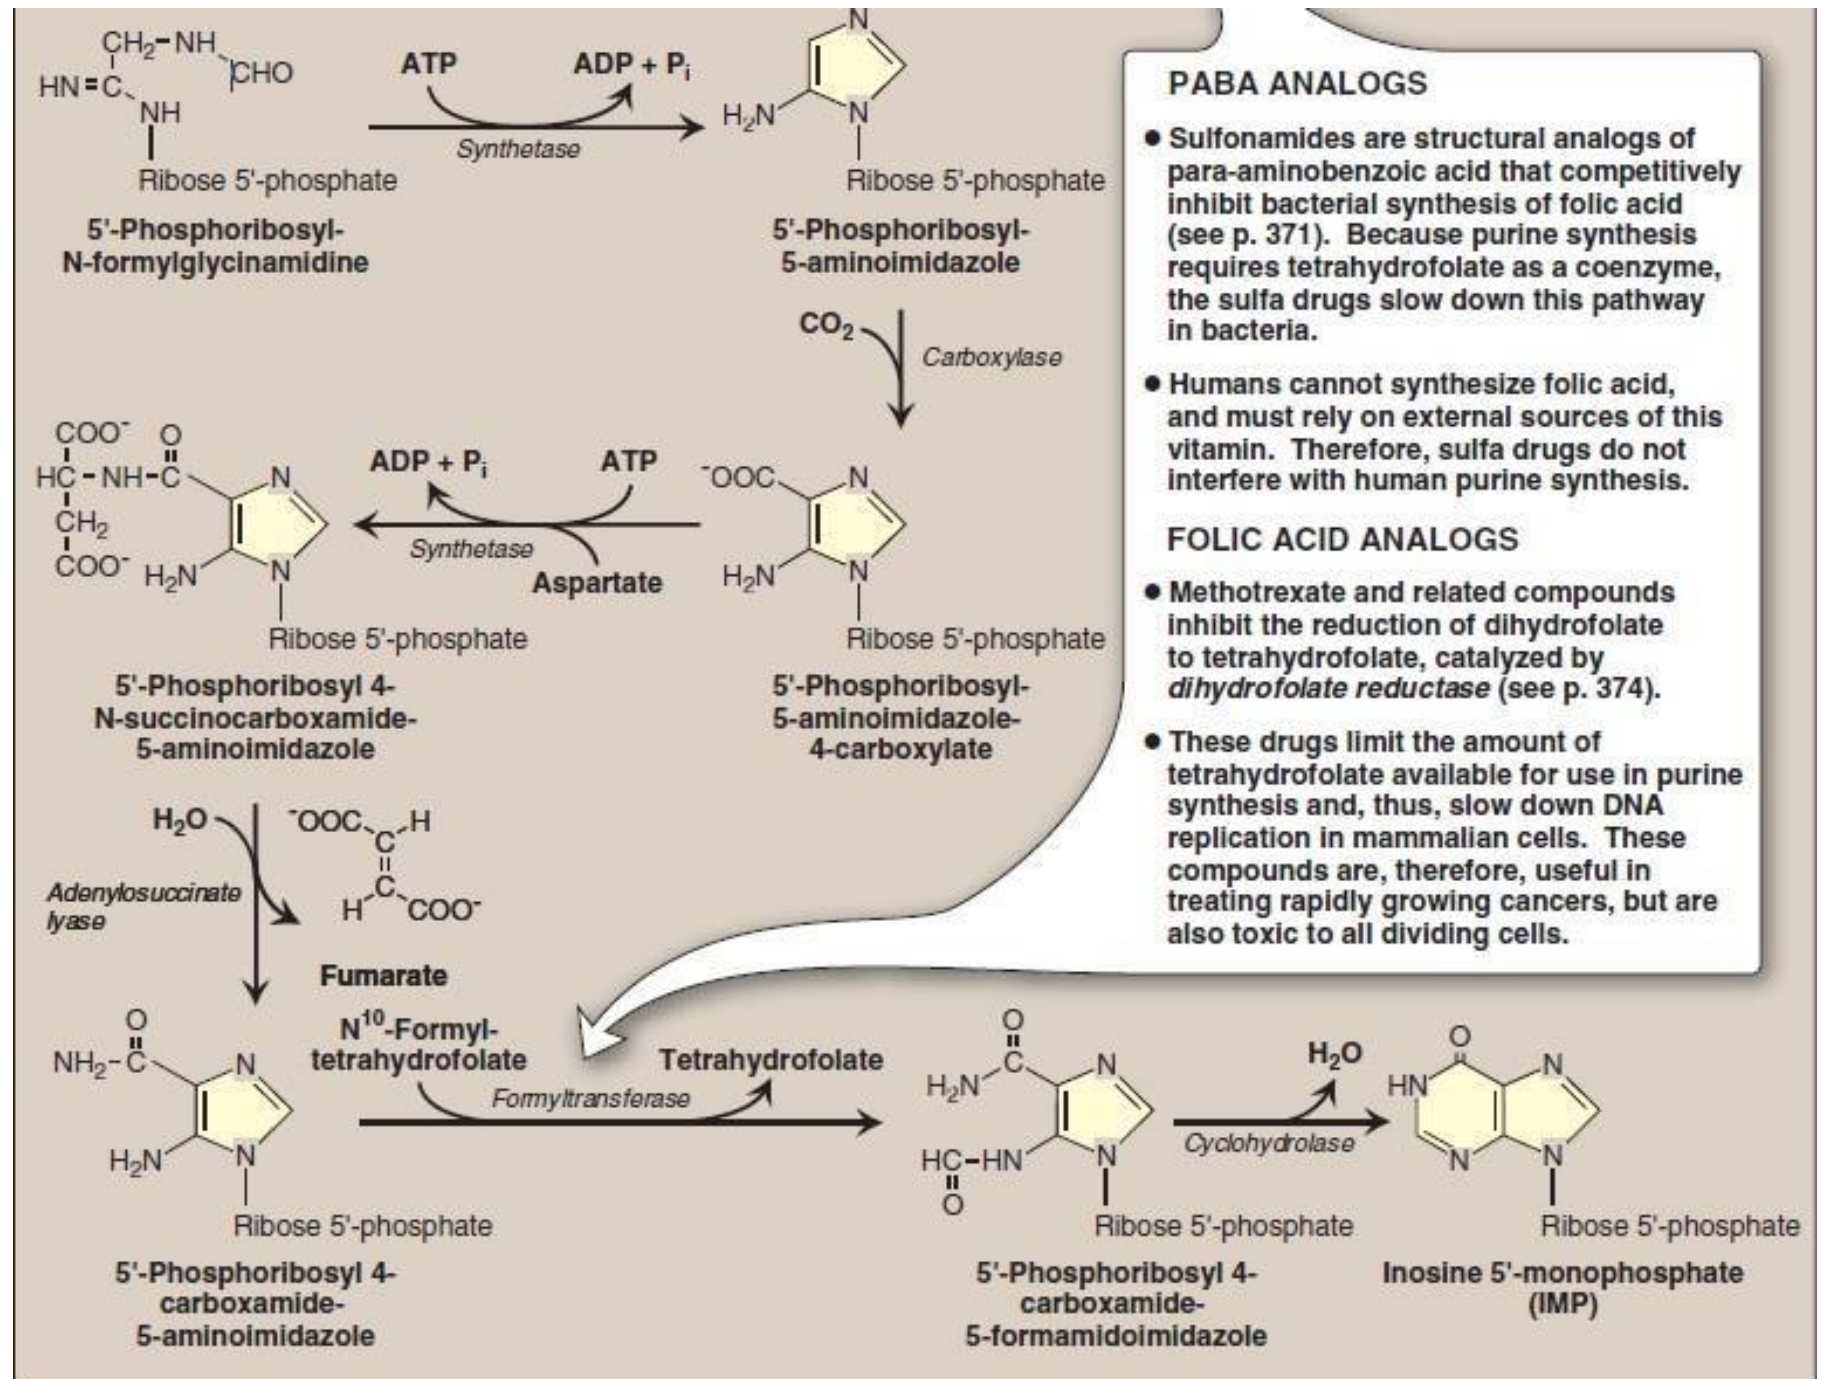 CH₂-NH
CHO
HN=C
NH
Ribose 5'-phosphate
5'-Phosphoribosyl-
N-formylglycinamidine
ATP
ADP + Pᵢ
Synthetase
N
H₂N
N
Ribose 5'-phosphate
5'-Phosphoribosyl-
5-aminoimidazole
CO₂
Carboxylase
⁻OOC
N
H₂N
N
Ribose 5'-phosphate
5'-Phosphoribosyl-
5-aminoimidazole-
4-carboxylate
ADP + Pᵢ
ATP
Synthetase
Aspartate
COO⁻
O
HC-NH-C
N
CH₂
COO⁻
H₂N
N
Ribose 5'-phosphate
5'-Phosphoribosyl 4-
N-succinocarboxamide-
5-aminoimidazole
H₂O
Adenylosuccinate
lyase
⁻OOC
H
C
C
H
COO⁻
Fumarate
O
NH₂-C
N
H₂N
N
Ribose 5'-phosphate
5'-Phosphoribosyl 4-
carboxamide-
5-aminoimidazole
N¹⁰-Formyl-
tetrahydrofolate
Tetrahydrofolate
Formyltransferase
O
C
H₂N
N
HC-HN
O
N
Ribose 5'-phosphate
5'-Phosphoribosyl 4-
carboxamide-
5-formamidoimidazole
H₂O
Cyclohydrolase
O
HN
N
N
N
Ribose 5'-phosphate
Inosine 5'-monophosphate
(IMP)
PABA ANALOGS
● Sulfonamides are structural analogs of
para-aminobenzoic acid that competitively
inhibit bacterial synthesis of folic acid
(see p. 371). Because purine synthesis
requires tetrahydrofolate as a coenzyme,
the sulfa drugs slow down this pathway
in bacteria.
● Humans cannot synthesize folic acid,
and must rely on external sources of this
vitamin. Therefore, sulfa drugs do not
interfere with human purine synthesis.
FOLIC ACID ANALOGS
● Methotrexate and related compounds
inhibit the reduction of dihydrofolate
to tetrahydrofolate, catalyzed by
dihydrofolate reductase (see p. 374).
● These drugs limit the amount of
tetrahydrofolate available for use in purine
synthesis and, thus, slow down DNA
replication in mammalian cells. These
compounds are, therefore, useful in
treating rapidly growing cancers, but are
also toxic to all dividing cells.